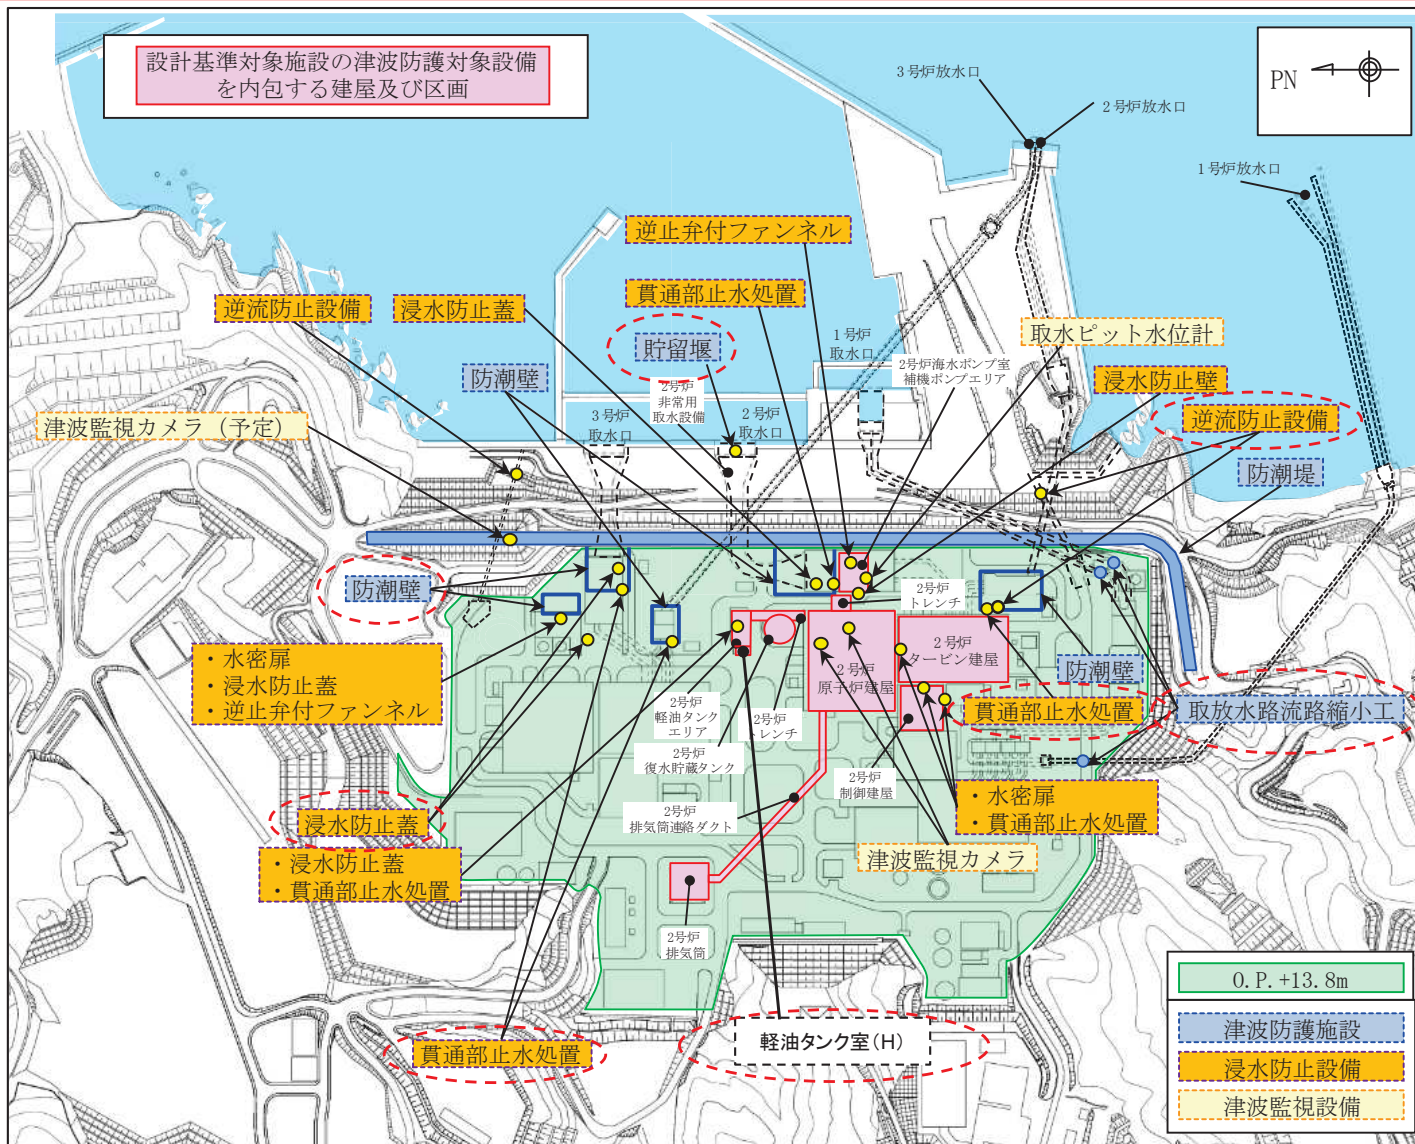 設計基準対象施設の津波防護対象設備
を内包する建屋及び区画
PN
3号炉放水口
2号炉放水口
1号炉放水口
逆止弁付ファンネル
貫通部止水処置
逆流防止設備
浸水防止蓋
貯留堰
1号炉
取水口
取水ピット水位計
2号炉海水ポンプ室
補機ポンプエリア
防潮壁
2号炉
非常用
取水設備
浸水防止壁
逆流防止設備
津波監視カメラ（予定）
3号炉
取水口
2号炉
取水口
防潮堤
防潮壁
2号炉
トレンチ
・水密扉
・浸水防止蓋
・逆止弁付ファンネル
2号炉
原子炉建屋
2号炉
タービン建屋
防潮壁
2号炉
軽油タンク
エリア
2号炉
トレンチ
貫通部止水処置
取放水路流路縮小工
2号炉
復水貯蔵タンク
2号炉
制御建屋
浸水防止蓋
2号炉
排気筒連絡ダクト
・水密扉
・貫通部止水処置
・浸水防止蓋
・貫通部止水処置
津波監視カメラ
2号炉
排気筒
貫通部止水処置
軽油タンク室(H)
O.P.+13.8m
津波防護施設
浸水防止設備
津波監視設備